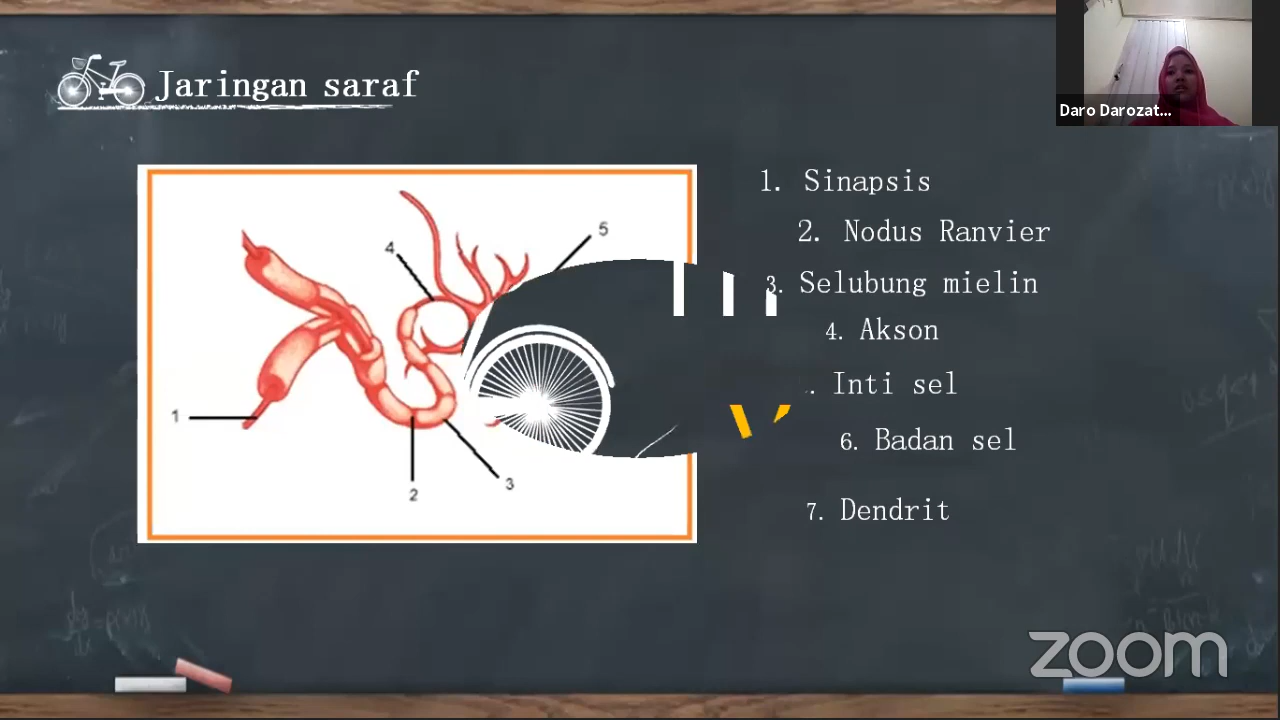 Jaringan saraf
Daro Darozat...
1. Sinapsis
2. Nodus Ranvier
3. Selubung mielin
4. Akson
. Inti sel
6. Badan sel
7. Dendrit
4
5
1
3
2
zoom